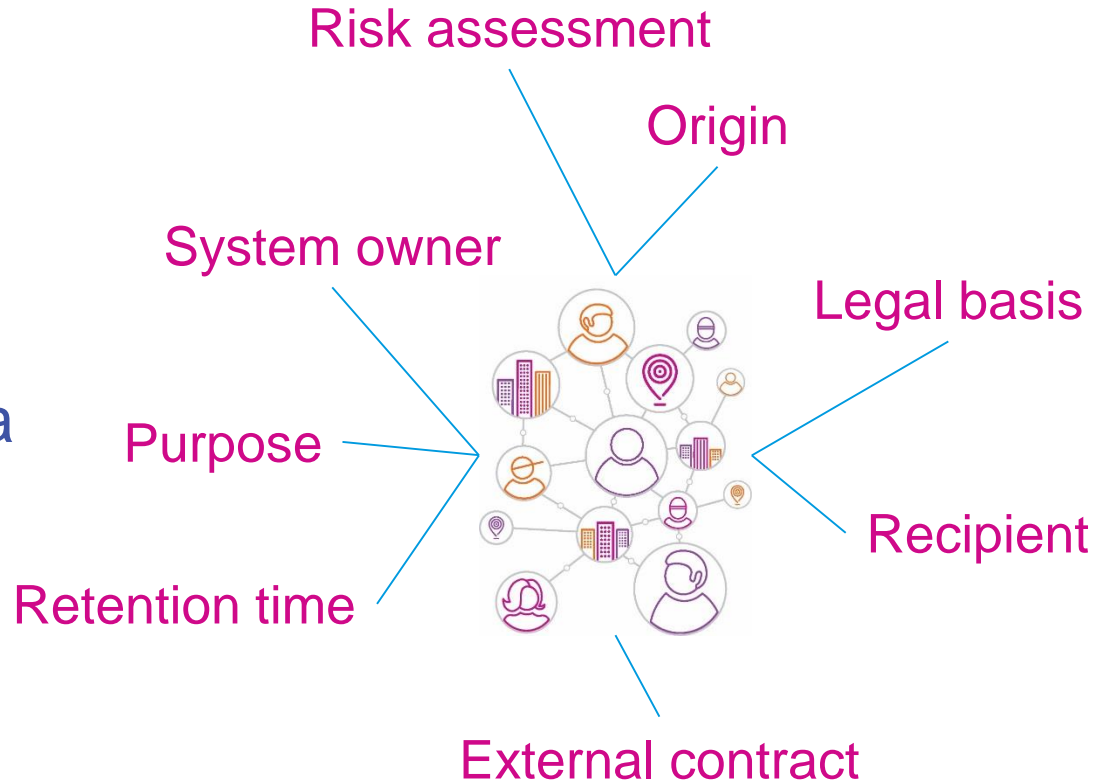 Risk assessment
Origin
System owner
Legal basis
a
Purpose
Recipient
Retention time
External contract